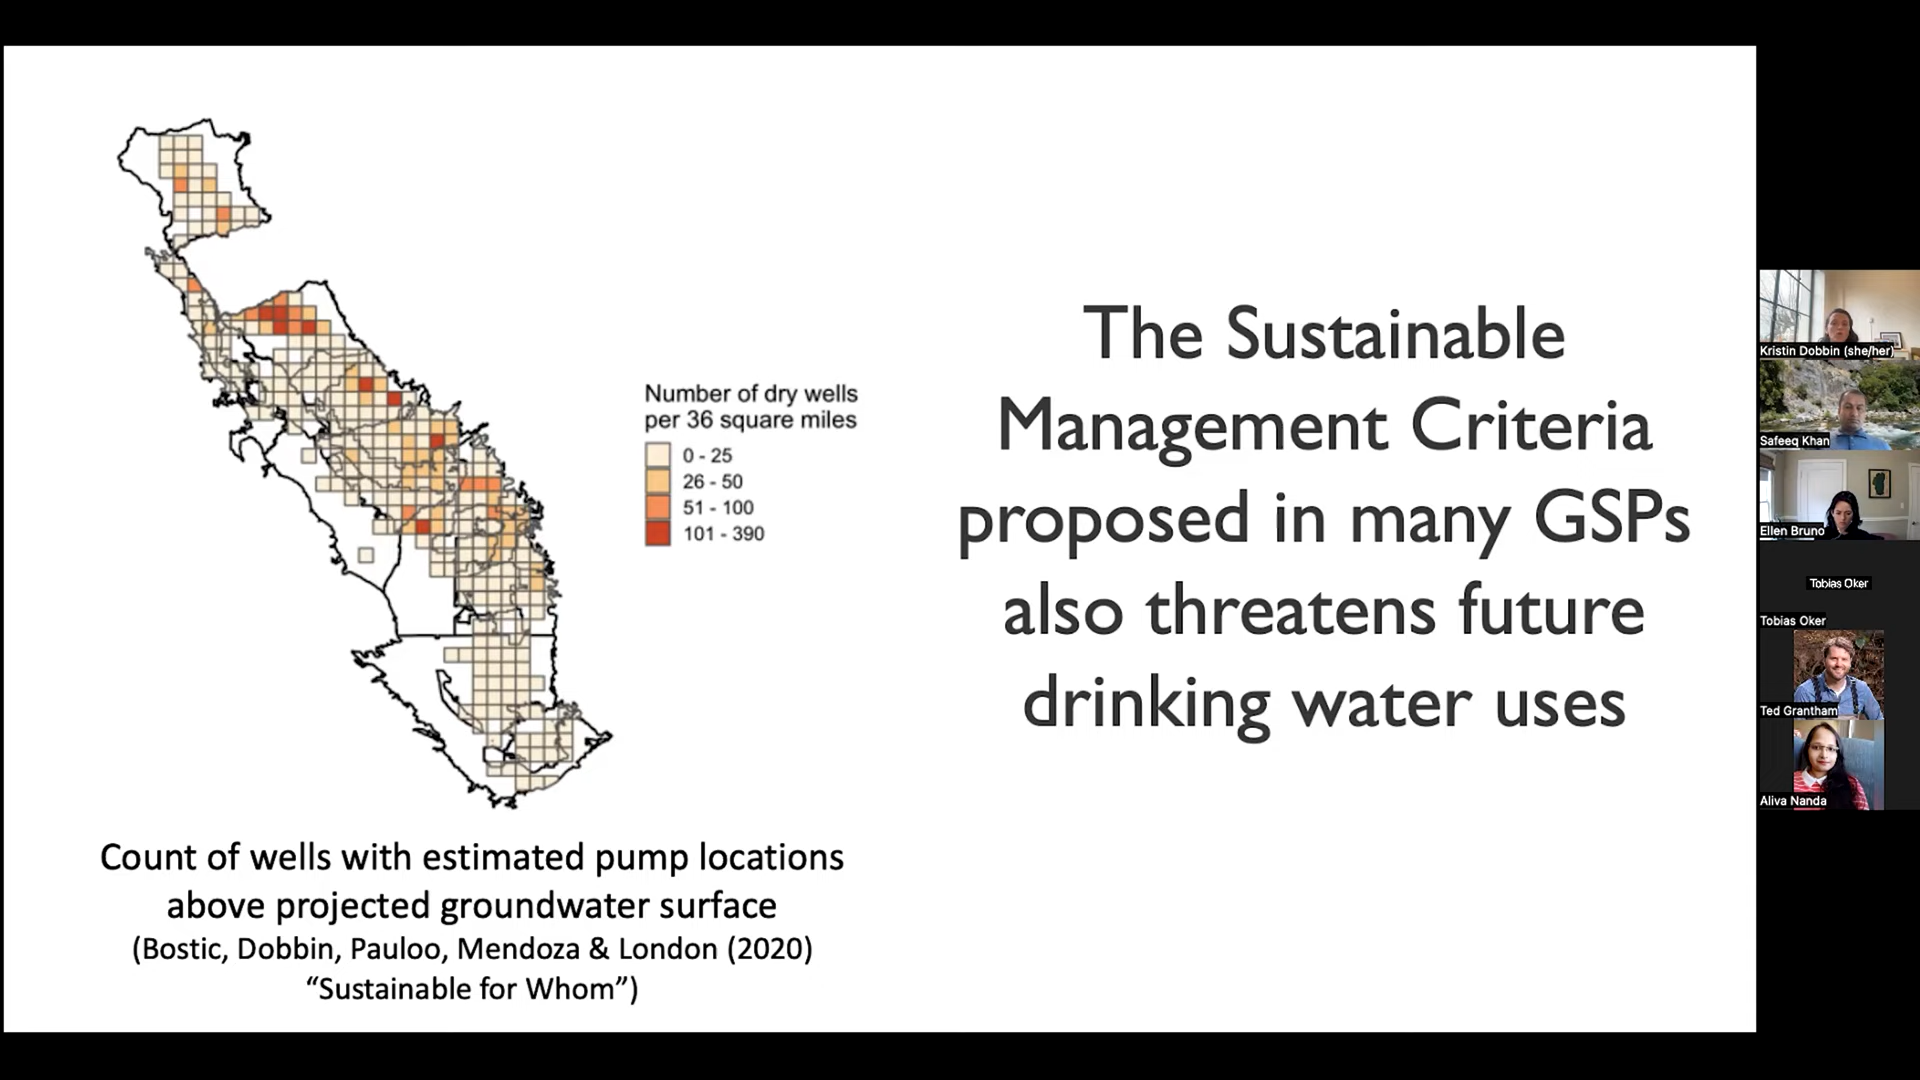 Number of dry wells
per 36 square miles
0 - 25
26 - 50
51 - 100
101 - 390
Count of wells with estimated pump locations
above projected groundwater surface
(Bostic, Dobbin, Pauloo, Mendoza & London (2020)
“Sustainable for Whom”)
The Sustainable
Management Criteria
proposed in many GSPs
also threatens future
drinking water uses
Kristin Dobbin (she/her)
Safeeq Khan
Ellen Bruno
Tobias Oker
Tobias Oker
Ted Grantham
Aliva Nanda